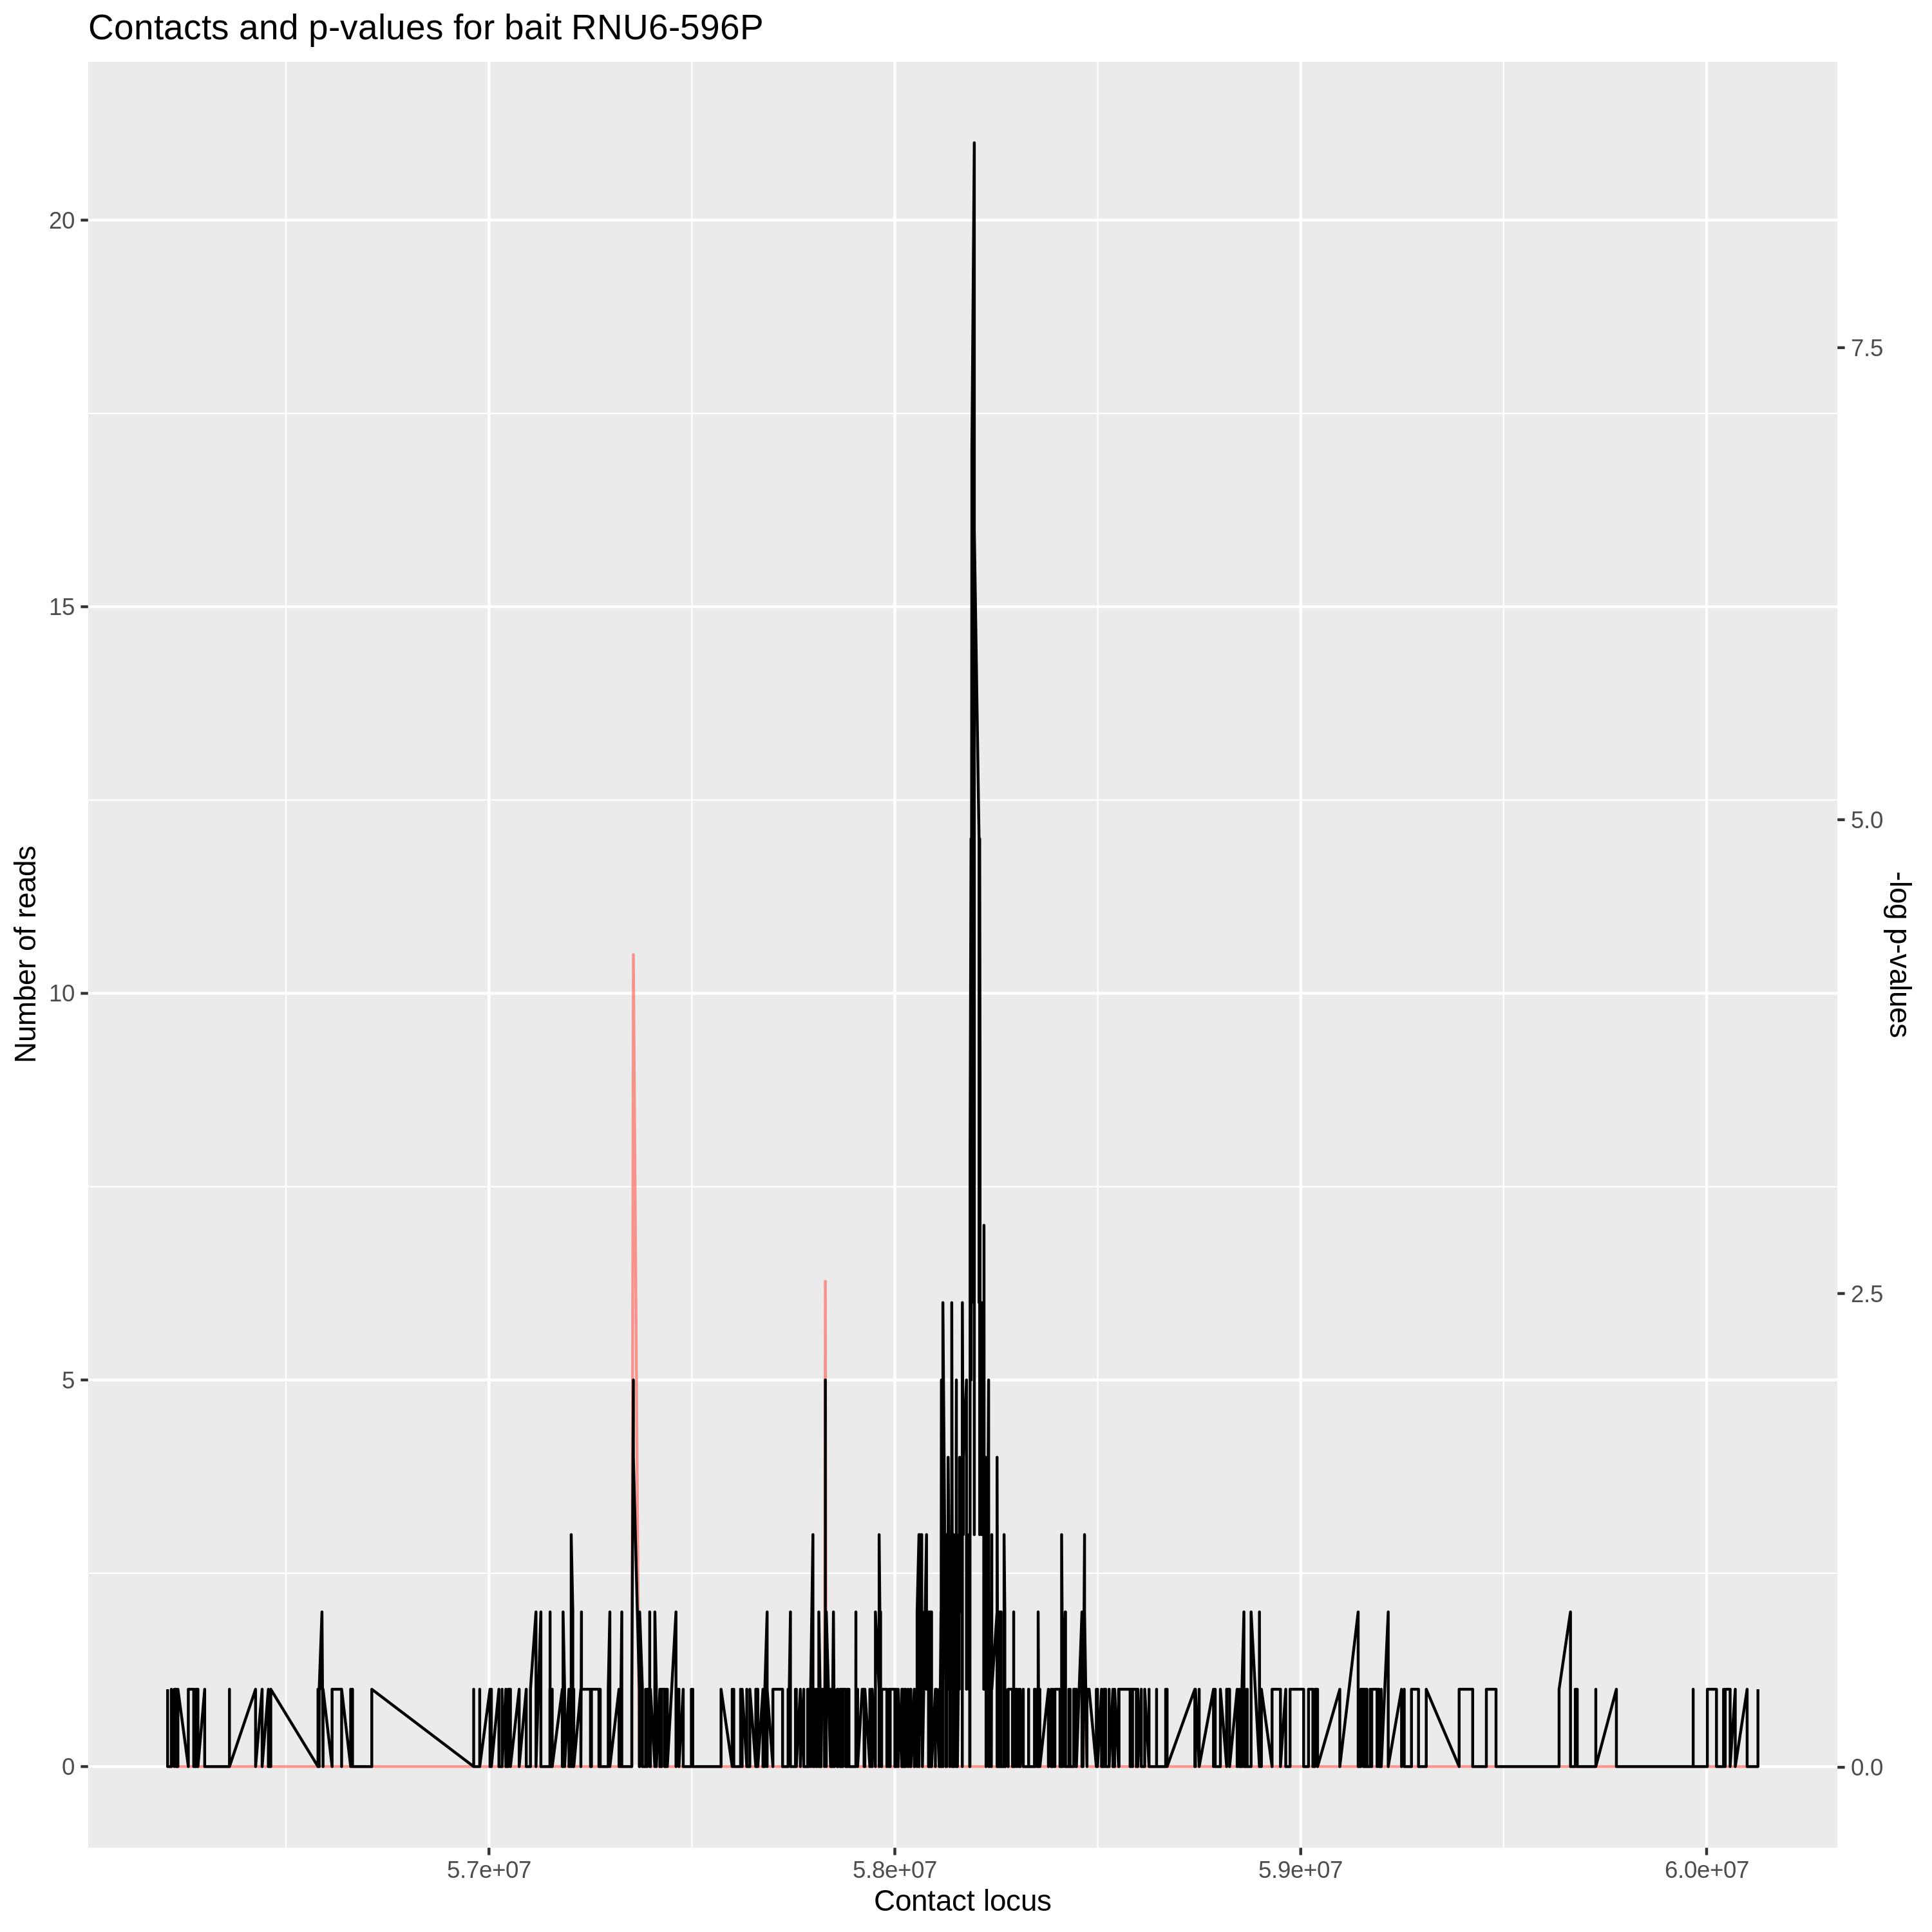 Contacts and p-values for bait RNU6-596P
20
15
10
5
0
Number of reads
7.5
5.0
2.5
0.0
-log p-values
5.7e+07
5.8e+07
5.9e+07
6.0e+07
Contact locus